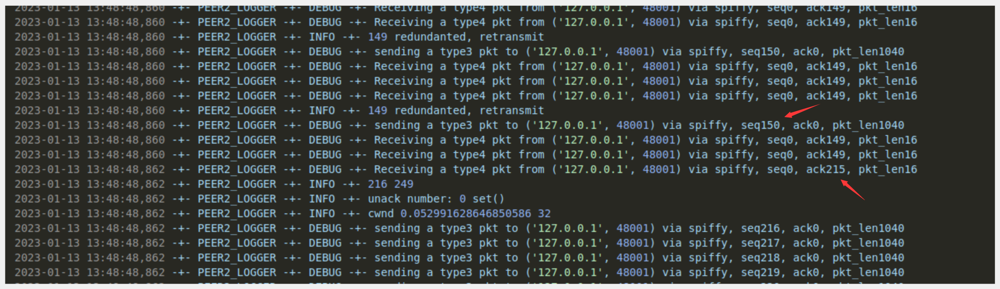 2023-01-13 13:48:48,860 -+- PEER2_LOGGER -+- DEBUG -+- Receiving a type4 pkt from ('127.0.0.1', 48001) via spiffy, seq0, ack149, pkt_len16
2023-01-13 13:48:48,860 -+- PEER2_LOGGER -+- DEBUG -+- Receiving a type4 pkt from ('127.0.0.1', 48001) via spiffy, seq0, ack149, pkt_len16
2023-01-13 13:48:48,860 -+- PEER2_LOGGER -+- INFO -+- 149 redundanted, retransmit
2023-01-13 13:48:48,860 -+- PEER2_LOGGER -+- DEBUG -+- sending a type3 pkt to ('127.0.0.1', 48001) via spiffy, seq150, ack0, pkt_len1040
2023-01-13 13:48:48,860 -+- PEER2_LOGGER -+- DEBUG -+- Receiving a type4 pkt from ('127.0.0.1', 48001) via spiffy, seq0, ack149, pkt_len16
2023-01-13 13:48:48,860 -+- PEER2_LOGGER -+- DEBUG -+- Receiving a type4 pkt from ('127.0.0.1', 48001) via spiffy, seq0, ack149, pkt_len16
2023-01-13 13:48:48,860 -+- PEER2_LOGGER -+- DEBUG -+- Receiving a type4 pkt from ('127.0.0.1', 48001) via spiffy, seq0, ack149, pkt_len16
2023-01-13 13:48:48,860 -+- PEER2_LOGGER -+- INFO -+- 149 redundanted, retransmit
2023-01-13 13:48:48,860 -+- PEER2_LOGGER -+- DEBUG -+- sending a type3 pkt to ('127.0.0.1', 48001) via spiffy, seq150, ack0, pkt_len1040
2023-01-13 13:48:48,860 -+- PEER2_LOGGER -+- DEBUG -+- Receiving a type4 pkt from ('127.0.0.1', 48001) via spiffy, seq0, ack149, pkt_len16
2023-01-13 13:48:48,860 -+- PEER2_LOGGER -+- DEBUG -+- Receiving a type4 pkt from ('127.0.0.1', 48001) via spiffy, seq0, ack149, pkt_len16
2023-01-13 13:48:48,862 -+- PEER2_LOGGER -+- DEBUG -+- Receiving a type4 pkt from ('127.0.0.1', 48001) via spiffy, seq0, ack215, pkt_len16
2023-01-13 13:48:48,862 -+- PEER2_LOGGER -+- INFO -+- 216 249
2023-01-13 13:48:48,862 -+- PEER2_LOGGER -+- INFO -+- unack number: 0 set()
2023-01-13 13:48:48,862 -+- PEER2_LOGGER -+- INFO -+- cwnd 0.052991628646850586 32
2023-01-13 13:48:48,862 -+- PEER2_LOGGER -+- DEBUG -+- sending a type3 pkt to ('127.0.0.1', 48001) via spiffy, seq216, ack0, pkt_len1040
2023-01-13 13:48:48,862 -+- PEER2_LOGGER -+- DEBUG -+- sending a type3 pkt to ('127.0.0.1', 48001) via spiffy, seq217, ack0, pkt_len1040
2023-01-13 13:48:48,862 -+- PEER2_LOGGER -+- DEBUG -+- sending a type3 pkt to ('127.0.0.1', 48001) via spiffy, seq218, ack0, pkt_len1040
2023-01-13 13:48:48,862 -+- PEER2_LOGGER -+- DEBUG -+- sending a type3 pkt to ('127.0.0.1', 48001) via spiffy, seq219, ack0, pkt_len1040